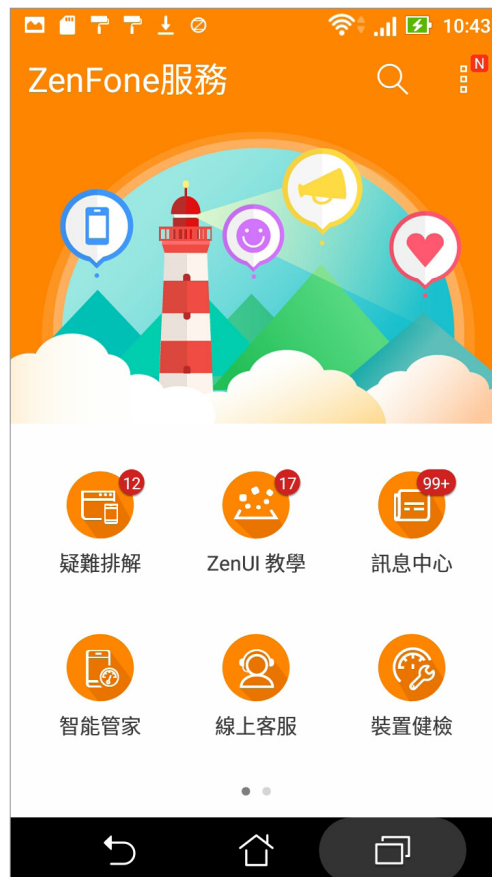 10:43
ZenFone服務
N
12
17
99+
疑難排解
ZenUI 教學
訊息中心
智能管家
線上客服
裝置健檢